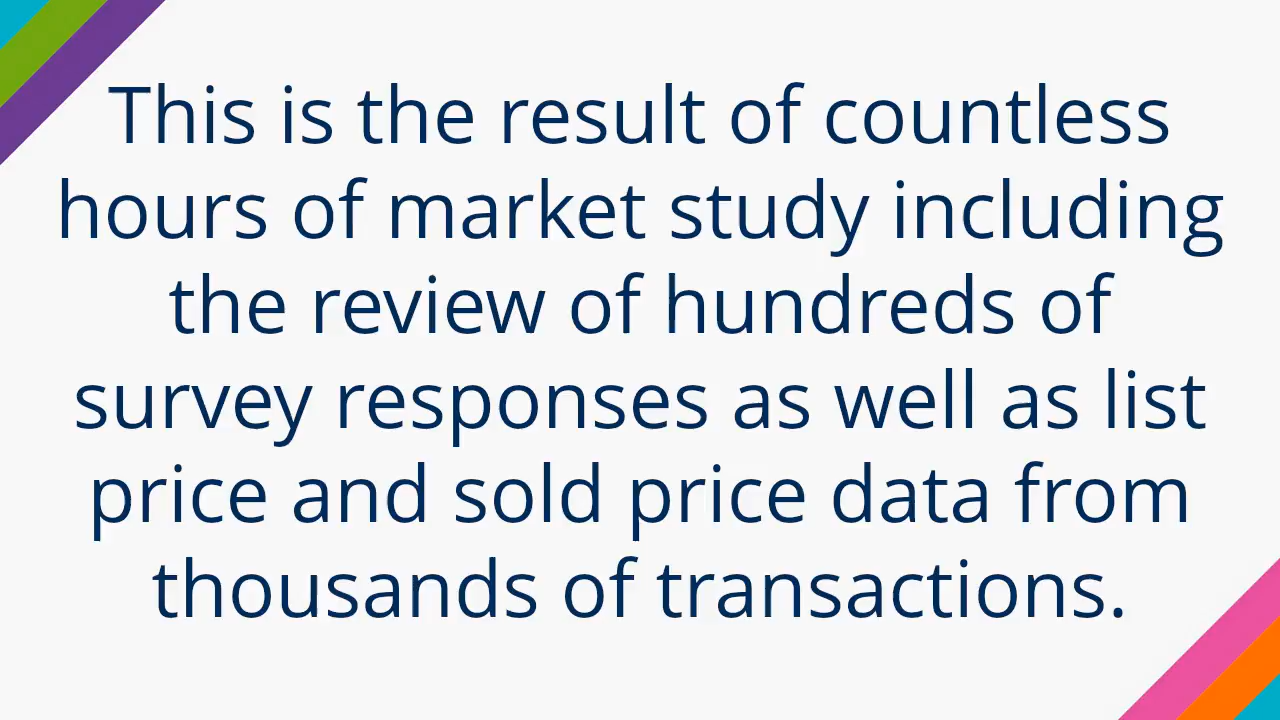 This is the result of countless
hours of market study including
the review of hundreds of
survey responses as well as list
price and sold price data from
thousands of transactions.